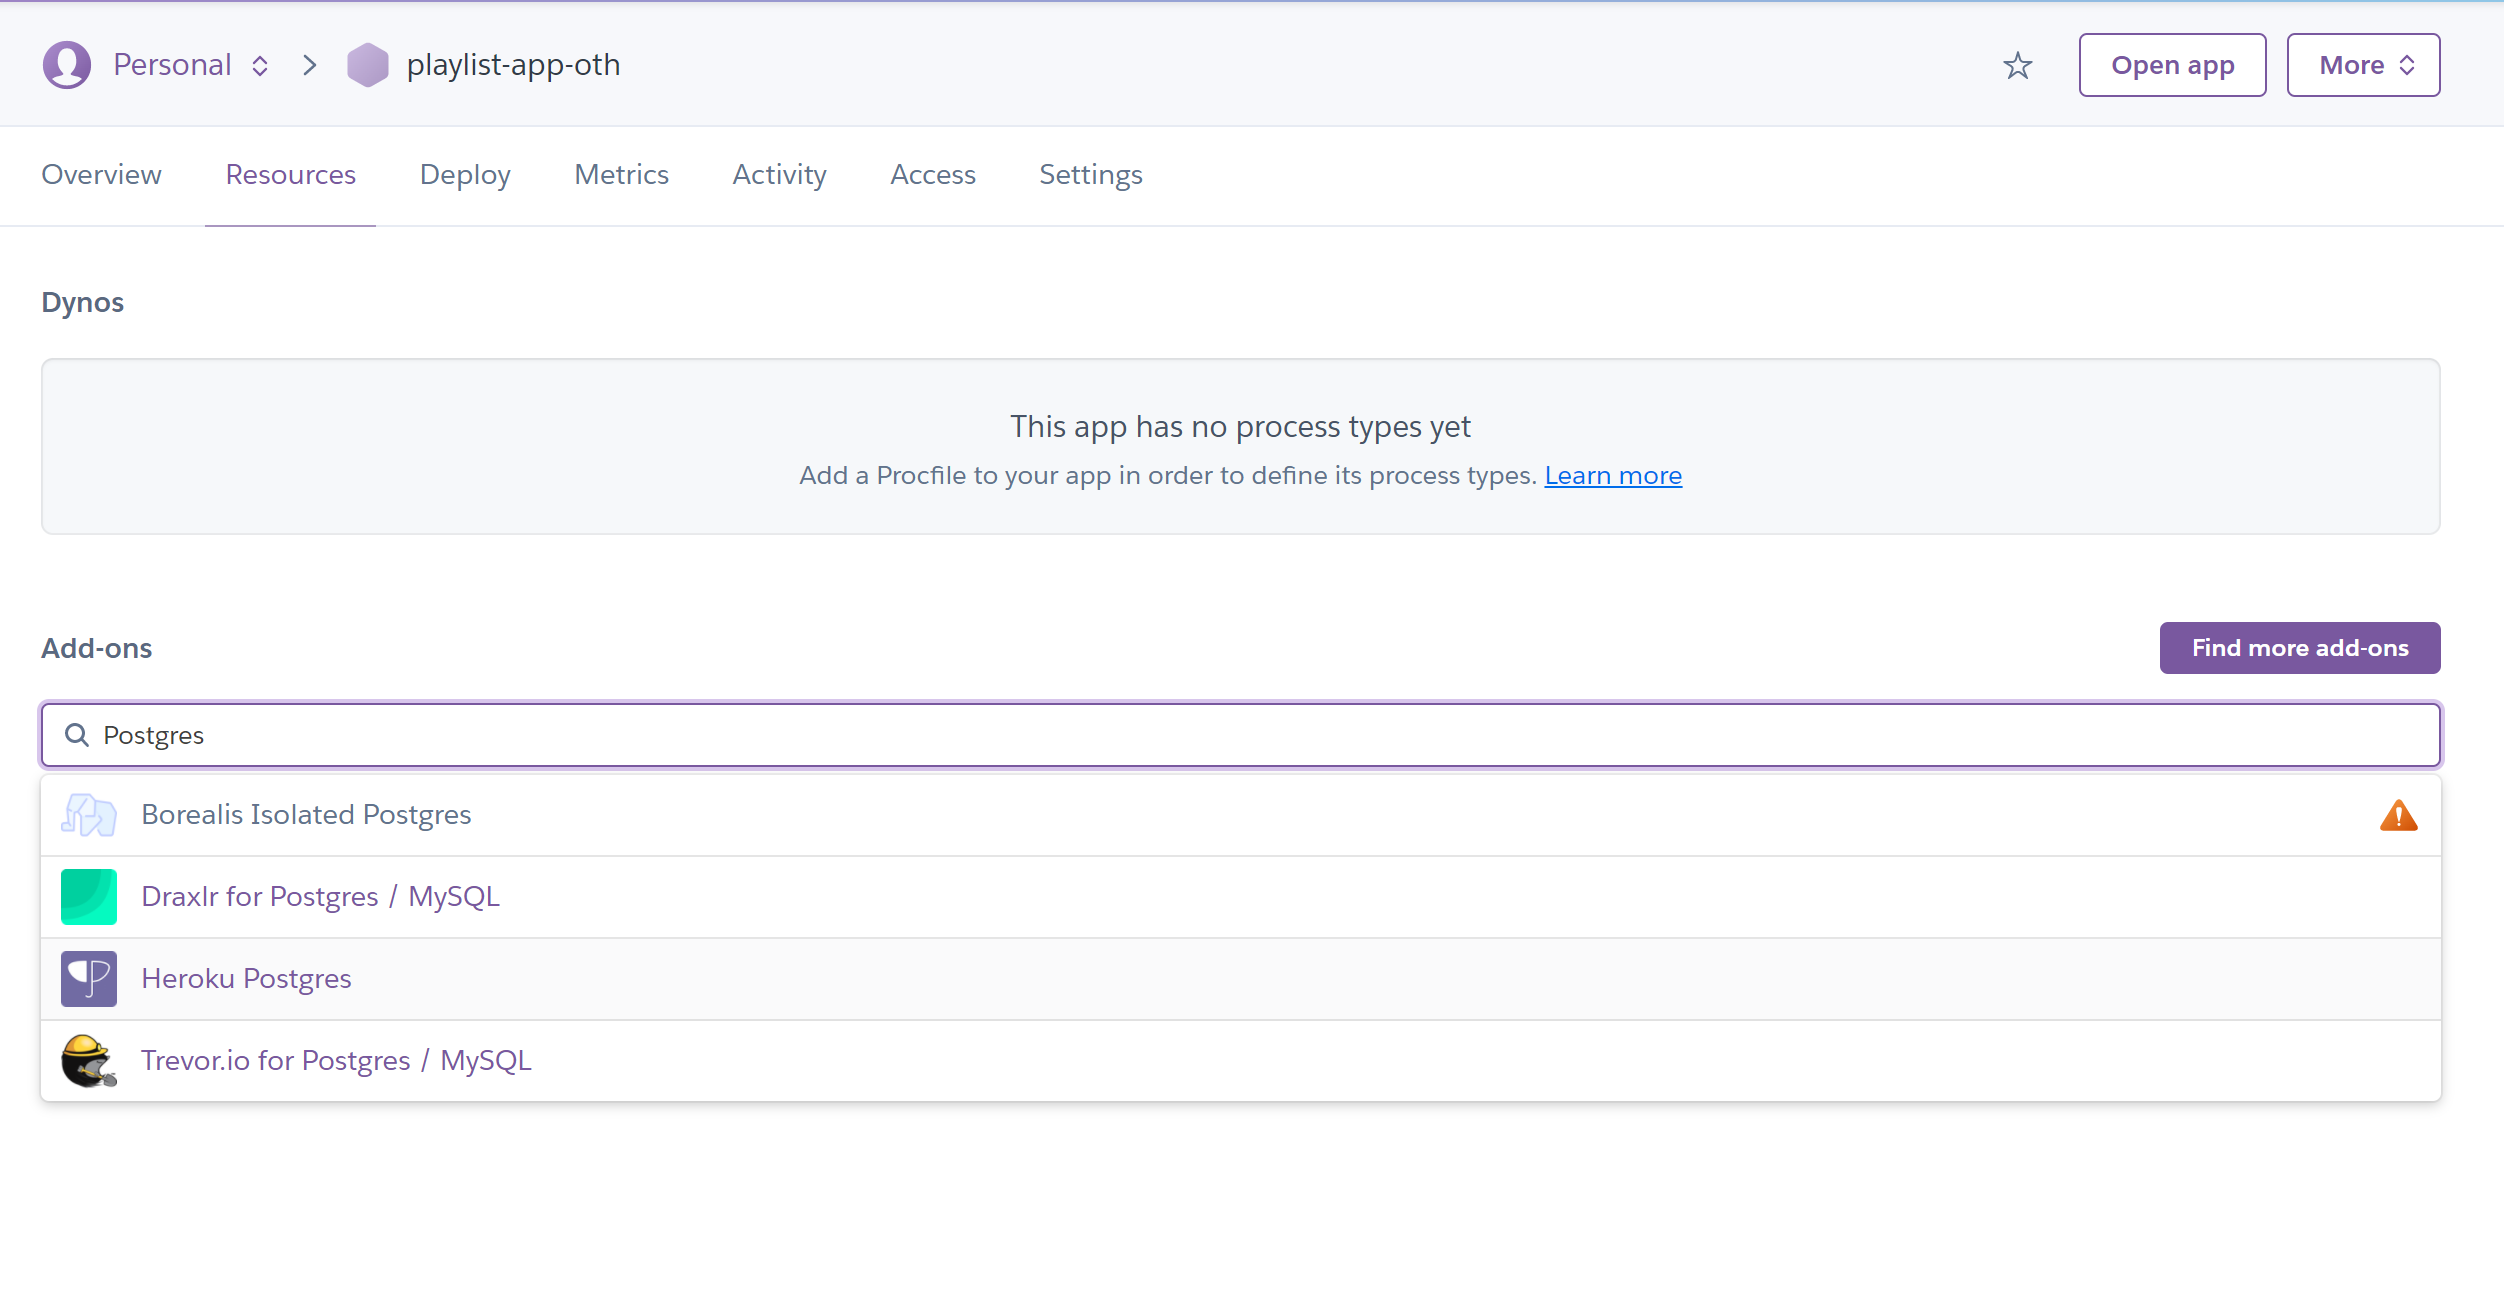 Personal
playlist-app-oth
Open app
More
Overview
Resources
Deploy
Metrics
Activity
Access
Settings
Dynos
This app has no process types yet
Add a Procfile to your app in order to define its process types. Learn more
Add-ons
Find more add-ons
Postgres
Borealis Isolated Postgres
Draxlr for Postgres / MySQL
Heroku Postgres
Trevor.io for Postgres / MySQL